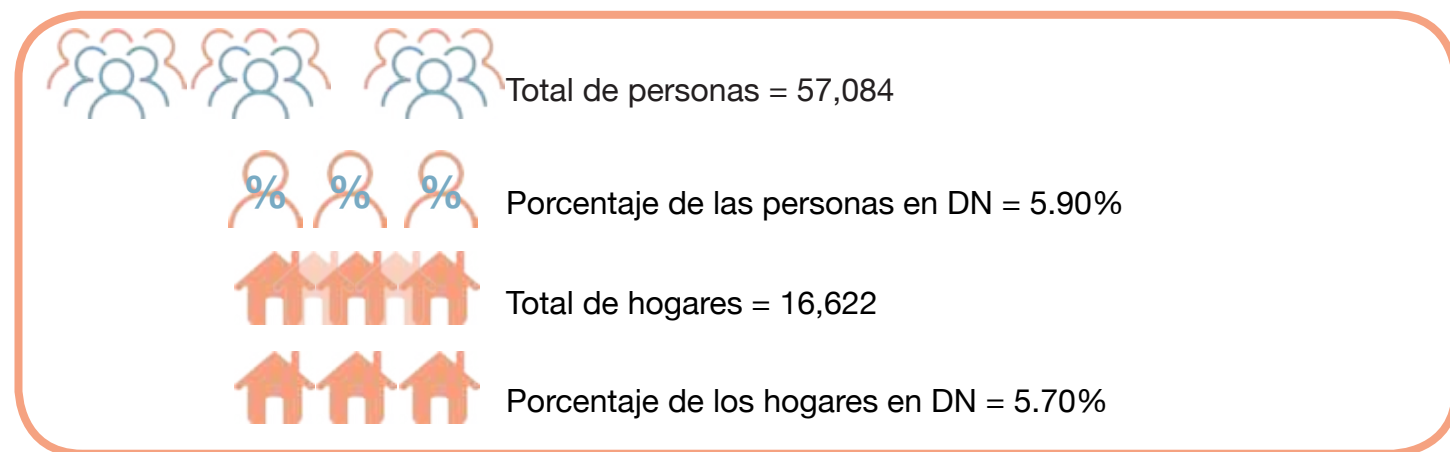 Total de personas = 57,084
% % % Porcentaje de las personas en DN = 5.90%
Total de hogares = 16,622
Porcentaje de los hogares en DN = 5.70%